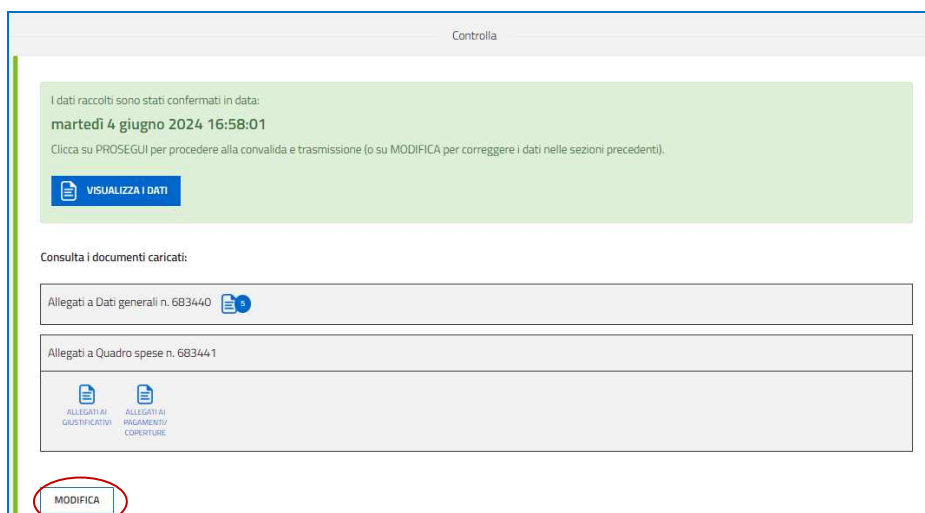 Controlla
I dati raccolti sono stati confermati in data:
martedì 4 giugno 2024 16:58:01
Clicca su PROSEGUI per procedere alla convalida e trasmissione (o su MODIFICA per correggere i dati nelle sezioni precedenti).
VISUALIZZA I DATI
Consulta i documenti caricati:
Allegati a Dati generali n. 683440 5
Allegati a Quadro spese n. 683441
ALLEGATI AI
GIUSTIFICATIVI
ALLEGATI AI
PAGAMENTI/
COPERTURE
MODIFICA